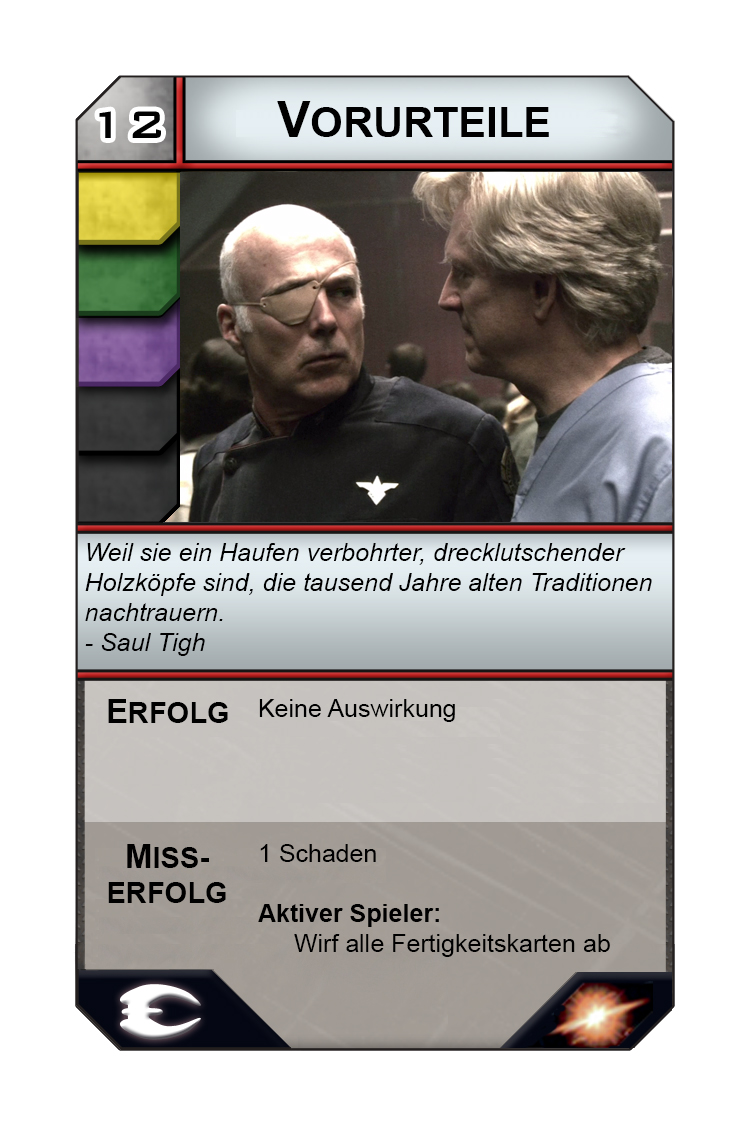 12
VORURTEILE
Weil sie ein Haufen verbohrter, drecklutschender
Holzköpfe sind, die tausend Jahre alten Traditionen
nachtrauern.
- Saul Tigh
ERFOLG
Keine Auswirkung
MISS-
ERFOLG
1 Schaden
Aktiver Spieler:
Wirf alle Fertigkeitskarten ab